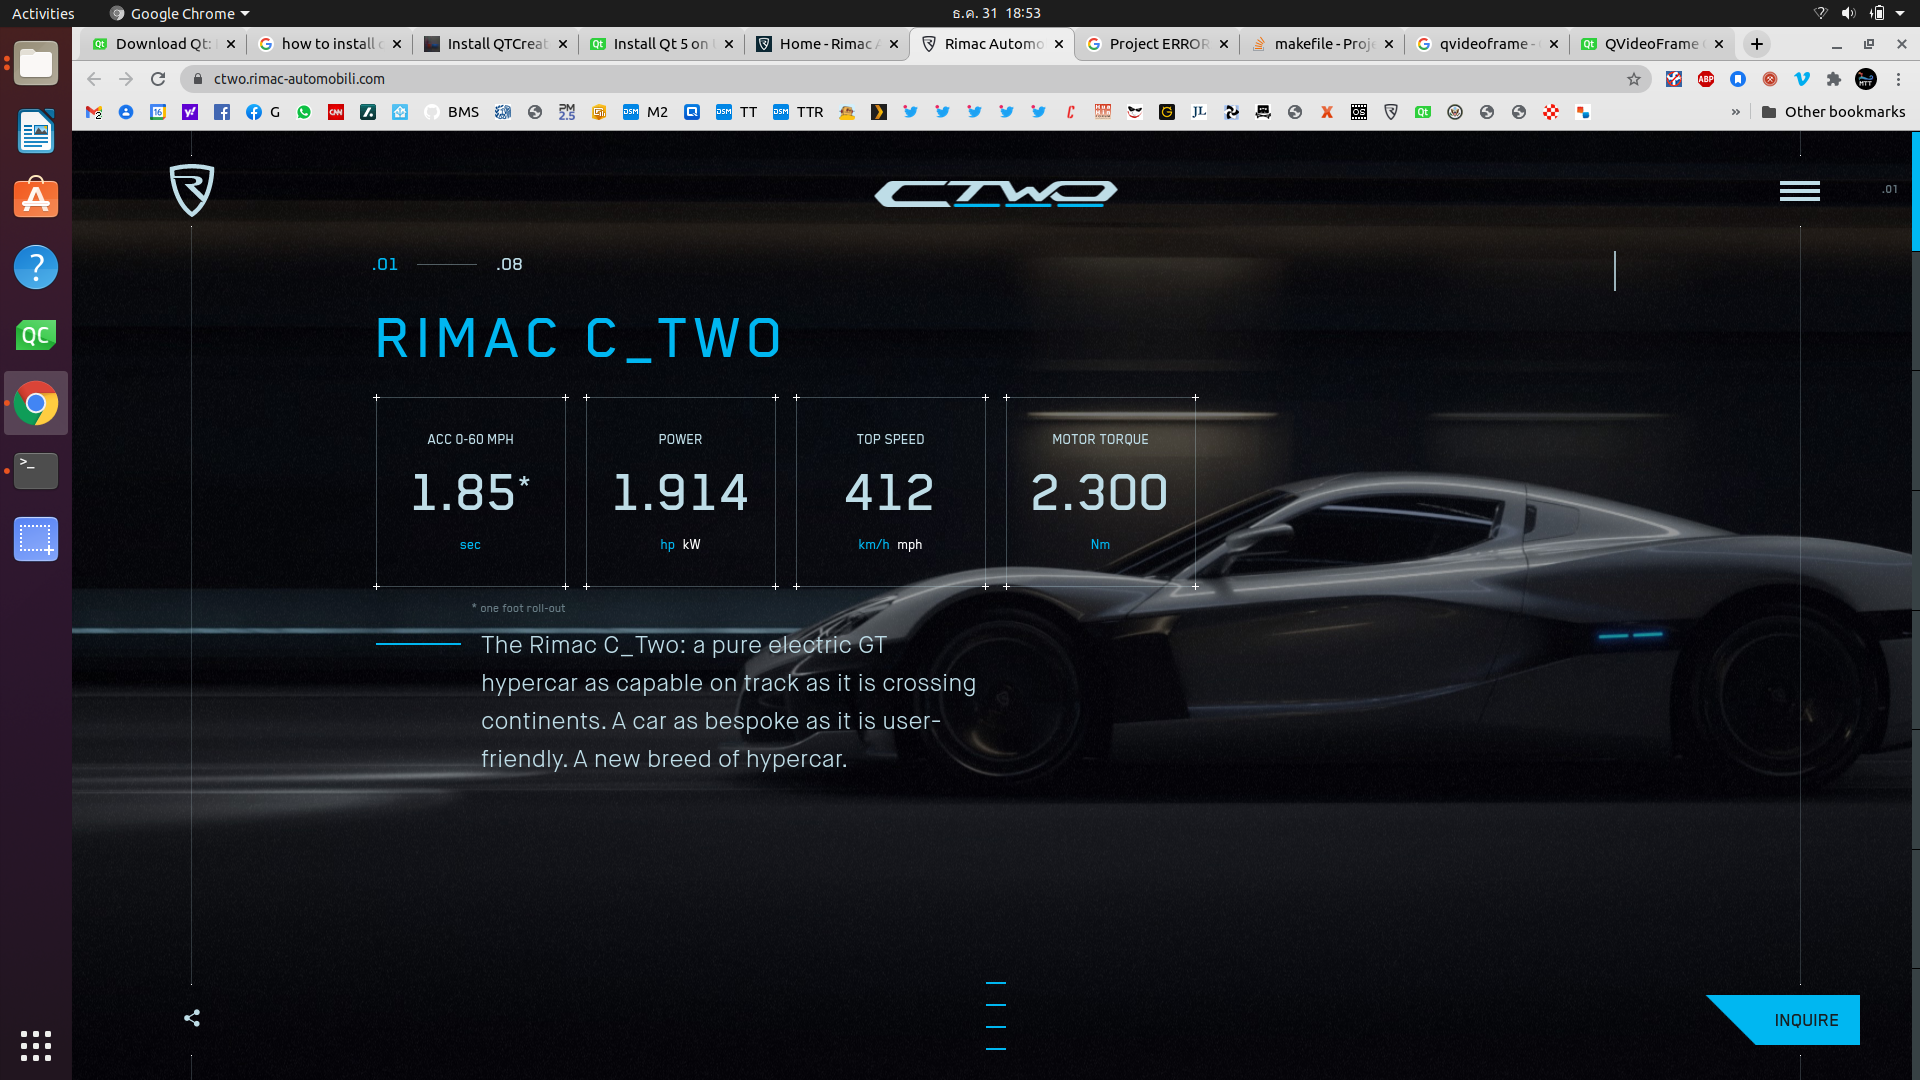 Activities
Google Chrome
ธ.ค. 31 18:53
Download Qt:
how to install
Install QTCreat
Install Qt 5 on
Home - Rimac A
Rimac Automo
Project ERROR
makefile - Proj
qvideoframe -
QVideoFrame
ctwo.rimac-automobili.com
BMS
G
M2
TT
TTR
» Other bookmarks
CTWO
.01
.01
.08
RIMAC C_TWO
ACC 0-60 MPH
1.85*
sec
POWER
1.914
hp kW
TOP SPEED
412
km/h mph
MOTOR TORQUE
2.300
Nm
* one foot roll-out
The Rimac C_Two: a pure electric GT
hypercar as capable on track as it is crossing
continents. A car as bespoke as it is user-
friendly. A new breed of hypercar.
INQUIRE